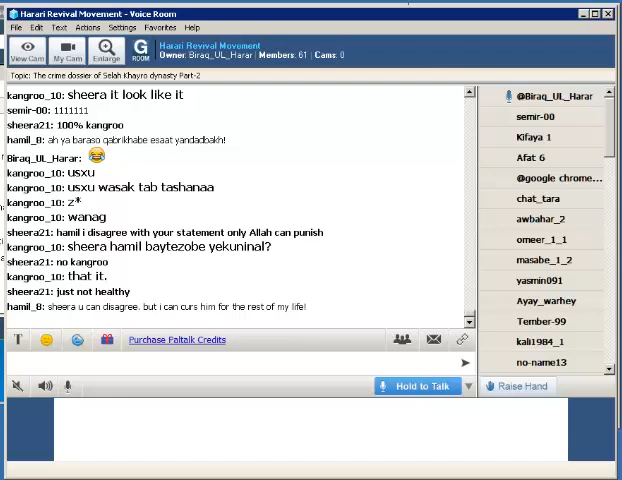 Harari Revival Movement - Voice Room
File Edit Text Actions Settings Favorites Help
View Cam
My Cam
Enlarge
G
ROOM
Harari Revival Movement
Owner: Biraq_UL_Harar | Members: 61 | Cams: 0
Topic: The crime dossier of Selah Khayro dynasty Part-2
kangroo_10: sheera it look like it
semir-00: 1111111
sheera21: 100% kangroo
hamil_8: ah ya baraso qabrikhabe esaat yandadbakh!
Biraq_UL_Harar: 😂
kangroo_10: usxu
kangroo_10: usxu wasak tab tashanaa
kangroo_10: z*
kangroo_10: wanag
sheera21: hamil i disagree with your statement only Allah can punish
kangroo_10: sheera hamil baytezobe yekuninal?
sheera21: no kangroo
kangroo_10: that it.
sheera21: just not healthy
hamil_8: sheera u can disagree. but i can curs him for the rest of my life!
T
Purchase Paltalk Credits
Hold to Talk
@Biraq_UL_Harar
semir-00
Kifaya 1
Afat 6
@google chrome...
chat_tara
awbahar_2
omeer_1_1
masabe_1_2
yasmin091
Ayay_warhey
Tember-99
kali1984_1
no-name13
Raise Hand